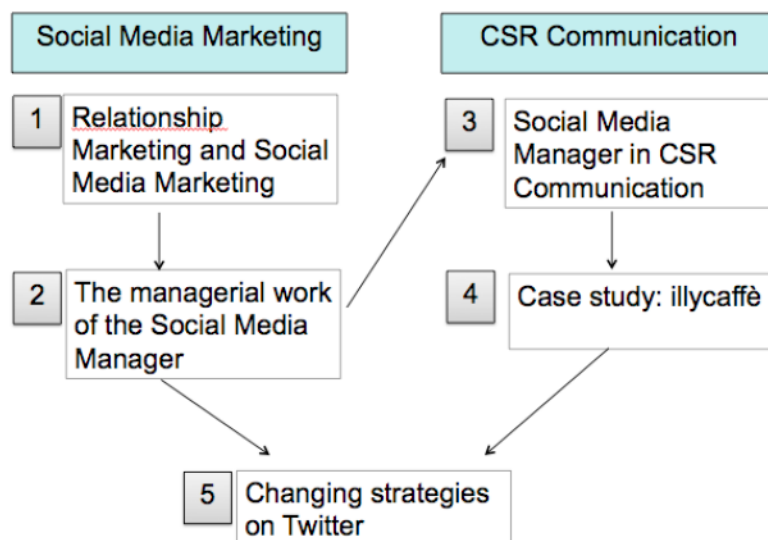 Social Media Marketing
CSR Communication
1
Relationship
Marketing and Social
Media Marketing
3
Social Media
Manager in CSR
Communication
2
The managerial work
of the Social Media
Manager
4
Case study: illycaffè
5
Changing strategies
on Twitter